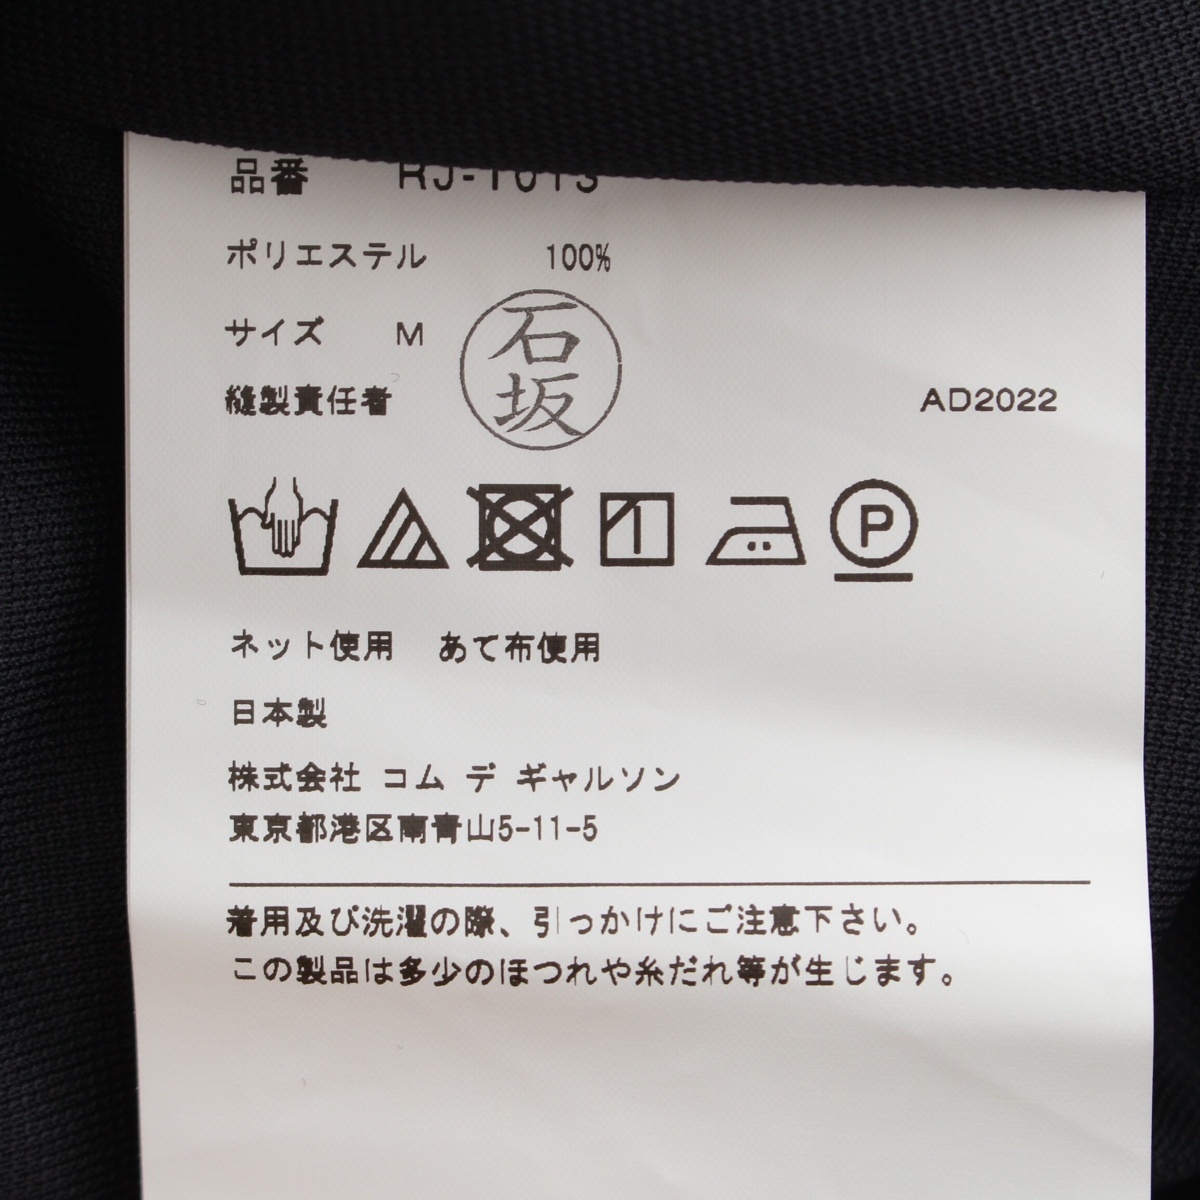 品番 RJ-T013
ポリエステル 100%
サイズ M
石坂
縫製責任者
AD2022
P
ネット使用 あて布使用
日本製
株式会社 コム デ ギャルソン
東京都港区南青山5-11-5
着用及び洗濯の際、引っかけにご注意下さい。
この製品は多少のほつれや糸だれ等が生じます。